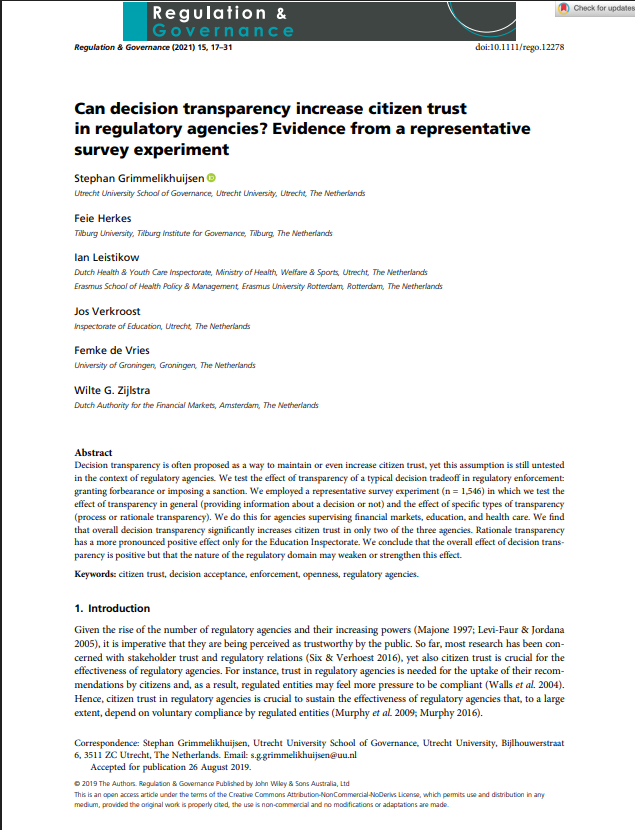 Regulation &
Governance
Check for updates
Regulation & Governance (2021) 15, 17–31
doi:10.1111/rego.12278
Can decision transparency increase citizen trust
in regulatory agencies? Evidence from a representative
survey experiment
Stephan Grimmelikhuijsen
Utrecht University School of Governance, Utrecht University, Utrecht, The Netherlands
Feie Herkes
Tilburg University, Tilburg Institute for Governance, Tilburg, The Netherlands
Ian Leistikow
Dutch Health & Youth Care Inspectorate, Ministry of Health, Welfare & Sports, Utrecht, The Netherlands
Erasmus School of Health Policy & Management, Erasmus University Rotterdam, Rotterdam, The Netherlands
Jos Verkroost
Inspectorate of Education, Utrecht, The Netherlands
Femke de Vries
University of Groningen, Groningen, The Netherlands
Wilte G. Zijlstra
Dutch Authority for the Financial Markets, Amsterdam, The Netherlands
Abstract
Decision transparency is often proposed as a way to maintain or even increase citizen trust, yet this assumption is still untested
in the context of regulatory agencies. We test the effect of transparency of a typical decision tradeoff in regulatory enforcement:
granting forbearance or imposing a sanction. We employed a representative survey experiment (n = 1,546) in which we test the
effect of transparency in general (providing information about a decision or not) and the effect of specific types of transparency
(process or rationale transparency). We do this for agencies supervising financial markets, education, and health care. We find
that overall decision transparency significantly increases citizen trust in only two of the three agencies. Rationale transparency
has a more pronounced positive effect only for the Education Inspectorate. We conclude that the overall effect of decision trans-
parency is positive but that the nature of the regulatory domain may weaken or strengthen this effect.
Keywords: citizen trust, decision acceptance, enforcement, openness, regulatory agencies.
1. Introduction
Given the rise of the number of regulatory agencies and their increasing powers (Majone 1997; Levi-Faur & Jordana
2005), it is imperative that they are being perceived as trustworthy by the public. So far, most research has been con-
cerned with stakeholder trust and regulatory relations (Six & Verhoest 2016), yet also citizen trust is crucial for the
effectiveness of regulatory agencies. For instance, trust in regulatory agencies is needed for the uptake of their recom-
mendations by citizens and, as a result, regulated entities may feel more pressure to be compliant (Walls et al. 2004).
Hence, citizen trust in regulatory agencies is crucial to sustain the effectiveness of regulatory agencies that, to a large
extent, depend on voluntary compliance by regulated entities (Murphy et al. 2009; Murphy 2016).
Correspondence: Stephan Grimmelikhuijsen, Utrecht University School of Governance, Utrecht University, Bijlhouwerstraat
6, 3511 ZC Utrecht, The Netherlands. Email: s.g.grimmelikhuijsen@uu.nl
Accepted for publication 26 August 2019.
© 2019 The Authors. Regulation & Governance Published by John Wiley & Sons Australia, Ltd
This is an open access article under the terms of the Creative Commons Attribution-NonCommercial-NoDerivs License, which permits use and distribution in any
medium, provided the original work is properly cited, the use is non-commercial and no modifications or adaptations are made.